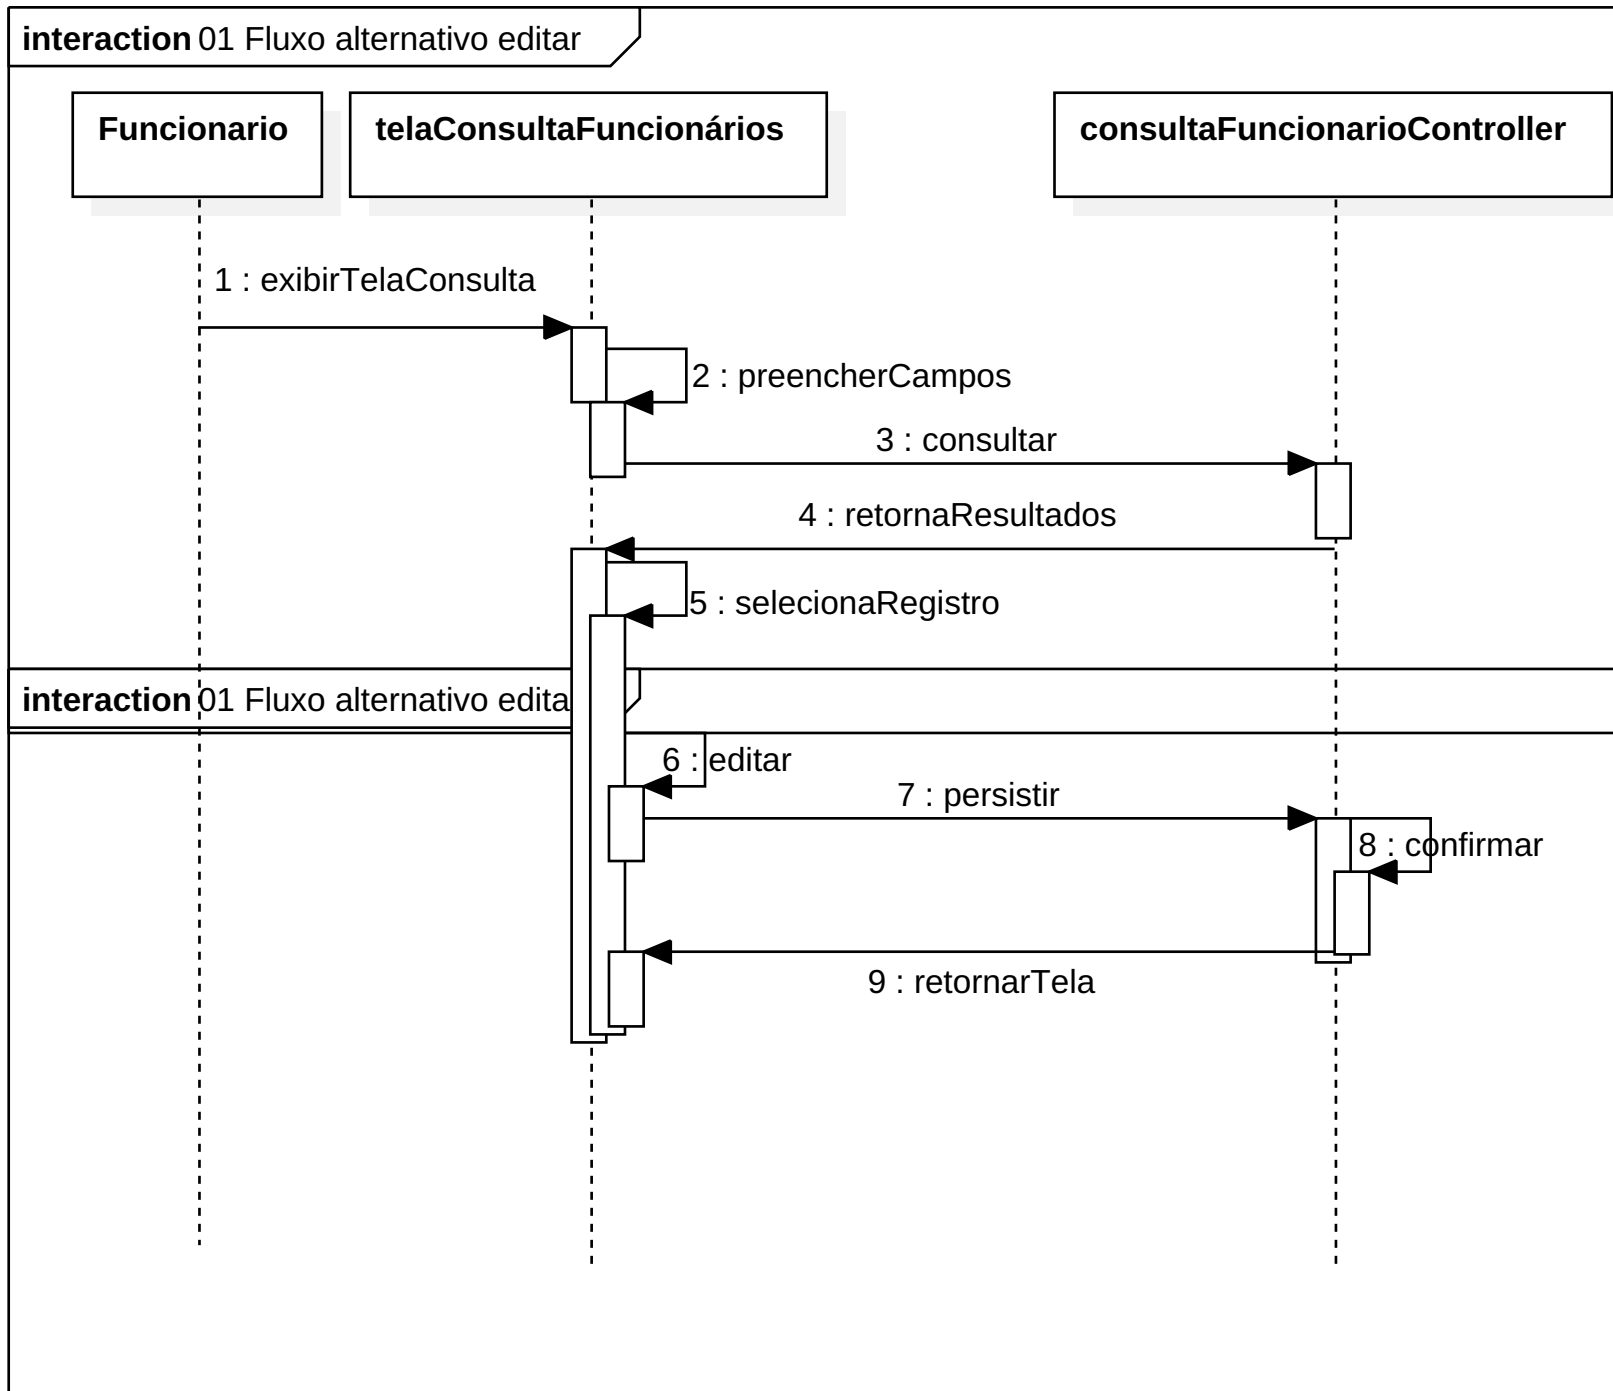 interaction 01 Fluxo alternativo editar
Funcionario
telaConsultaFuncionários
consultaFuncionarioController
1 : exibirTelaConsulta
2 : preencherCampos
3 : consultar
4 : retornaResultados
5 : selecionaRegistro
interaction 01 Fluxo alternativo edita
6 : editar
7 : persistir
8 : confirmar
9 : retornarTela